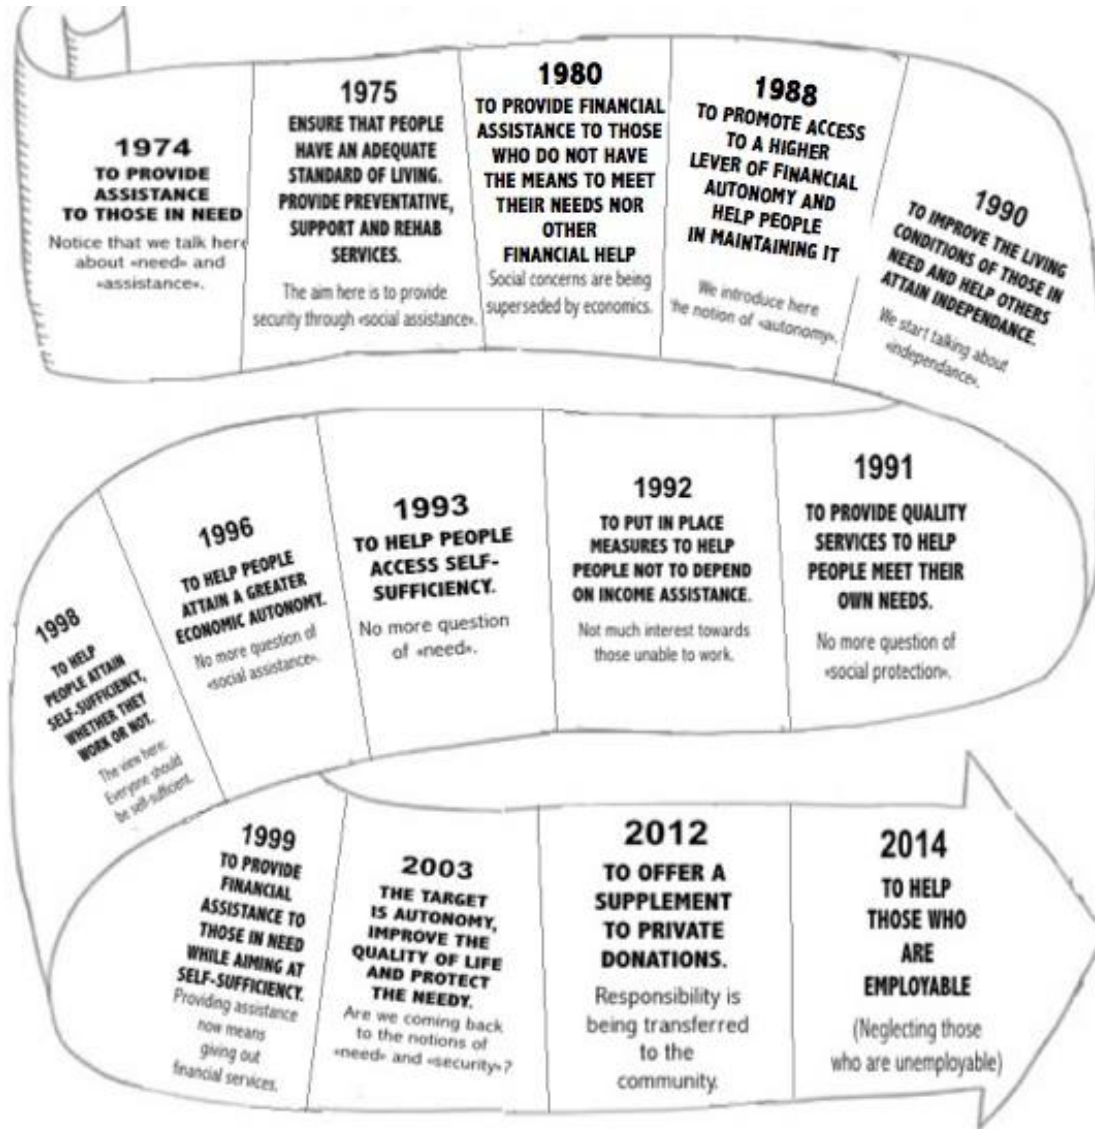 1974
TO PROVIDE
ASSISTANCE
TO THOSE IN NEED
Notice that we talk here
about «need» and
«assistance».
1975
ENSURE THAT PEOPLE
HAVE AN ADEQUATE
STANDARD OF LIVING.
PROVIDE PREVENTATIVE,
SUPPORT AND REHAB
SERVICES.
The aim here is to provide
security through «social assistance».
1980
TO PROVIDE FINANCIAL
ASSISTANCE TO THOSE
WHO DO NOT HAVE
THE MEANS TO MEET
THEIR NEEDS NOR
OTHER
FINANCIAL HELP
Social concerns are being
superseded by economics.
1988
TO PROMOTE ACCESS
TO A HIGHER
LEVER OF FINANCIAL
AUTONOMY AND
HELP PEOPLE
IN MAINTAINING IT
We introduce here
the notion of «autonomy».
1990
TO IMPROVE THE LIVING
CONDITIONS OF THOSE IN
NEED AND HELP OTHERS
ATTAIN INDEPENDANCE.
We start talking about
«independance».
1991
TO PROVIDE QUALITY
SERVICES TO HELP
PEOPLE MEET THEIR
OWN NEEDS.
No more question of
«social protection».
1992
TO PUT IN PLACE
MEASURES TO HELP
PEOPLE NOT TO DEPEND
ON INCOME ASSISTANCE.
Not much interest towards
those unable to work.
1993
TO HELP PEOPLE
ACCESS SELF-
SUFFICIENCY.
No more question
of «need».
1996
TO HELP PEOPLE
ATTAIN A GREATER
ECONOMIC AUTONOMY.
No more question of
«social assistance».
1998
TO HELP
PEOPLE ATTAIN
SELF-SUFFICIENCY,
WHETHER THEY
WORK OR NOT.
The view here:
Everyone should
be self-sufficient.
1999
TO PROVIDE
FINANCIAL
ASSISTANCE TO
THOSE IN NEED
WHILE AIMING AT
SELF-SUFFICIENCY.
Providing assistance
now means
giving out
financial services.
2003
THE TARGET
IS AUTONOMY,
IMPROVE THE
QUALITY OF LIFE
AND PROTECT
THE NEEDY.
Are we coming back
to the notions of
«need» and «security»?
2012
TO OFFER A
SUPPLEMENT
TO PRIVATE
DONATIONS.
Responsibility is
being transferred
to the
community.
2014
TO HELP
THOSE WHO
ARE
EMPLOYABLE
(Neglecting those
who are unemployable)